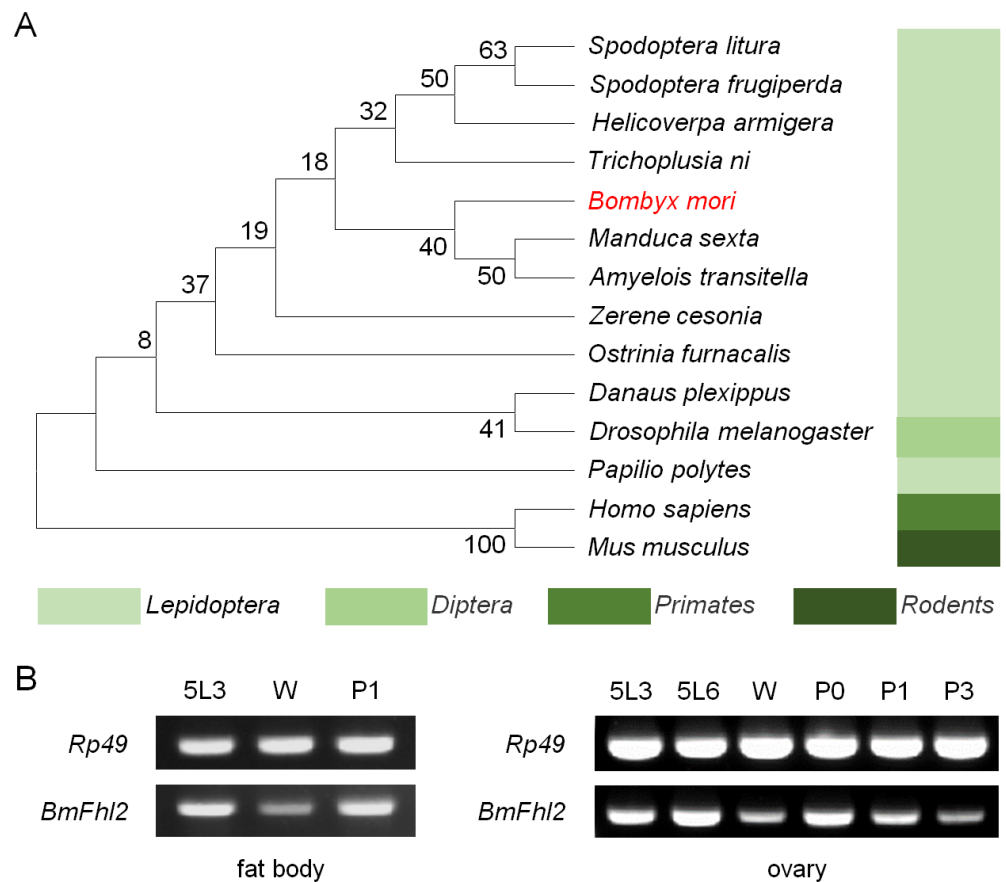 A
63
Spodoptera litura
50
Spodoptera frugiperda
32
Helicoverpa armigera
18
Trichoplusia ni
Bombyx mori
19
40
Manduca sexta
50
Amyelois transitella
37
Zerene cesonia
8
Ostrinia furnacalis
Danaus plexippus
41
Drosophila melanogaster
Papilio polytes
Homo sapiens
100
Mus musculus
Lepidoptera Diptera Primates Rodents
B
5L3 W P1
Rp49
BmFhl2
fat body
5L3 5L6 W P0 P1 P3
Rp49
BmFhl2
ovary